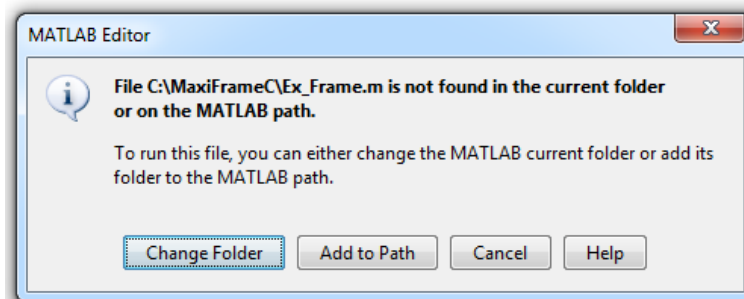 MATLAB Editor
File C:\MaxiFrameC\Ex_Frame.m is not found in the current folder
or on the MATLAB path.
To run this file, you can either change the MATLAB current folder or add its
folder to the MATLAB path.
Change Folder
Add to Path
Cancel
Help